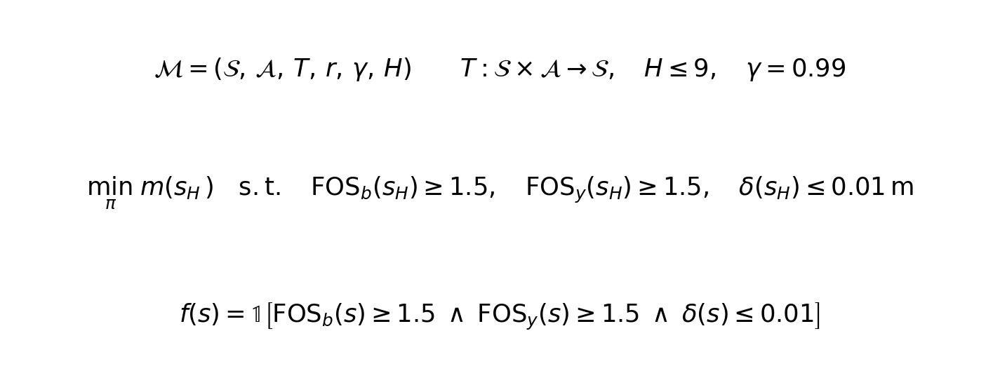 ℳ = (𝒮, 𝒜, T, r, γ, H)  T : 𝒮 × 𝒜 → 𝒮,  H ≤ 9,  γ = 0.99
min_π m(s_H)  s.t.  FOS_b(s_H) ≥ 1.5,  FOS_y(s_H) ≥ 1.5,  δ(s_H) ≤ 0.01 m
f(s) = 𝟙 [FOS_b(s) ≥ 1.5 ∧ FOS_y(s) ≥ 1.5 ∧ δ(s) ≤ 0.01]